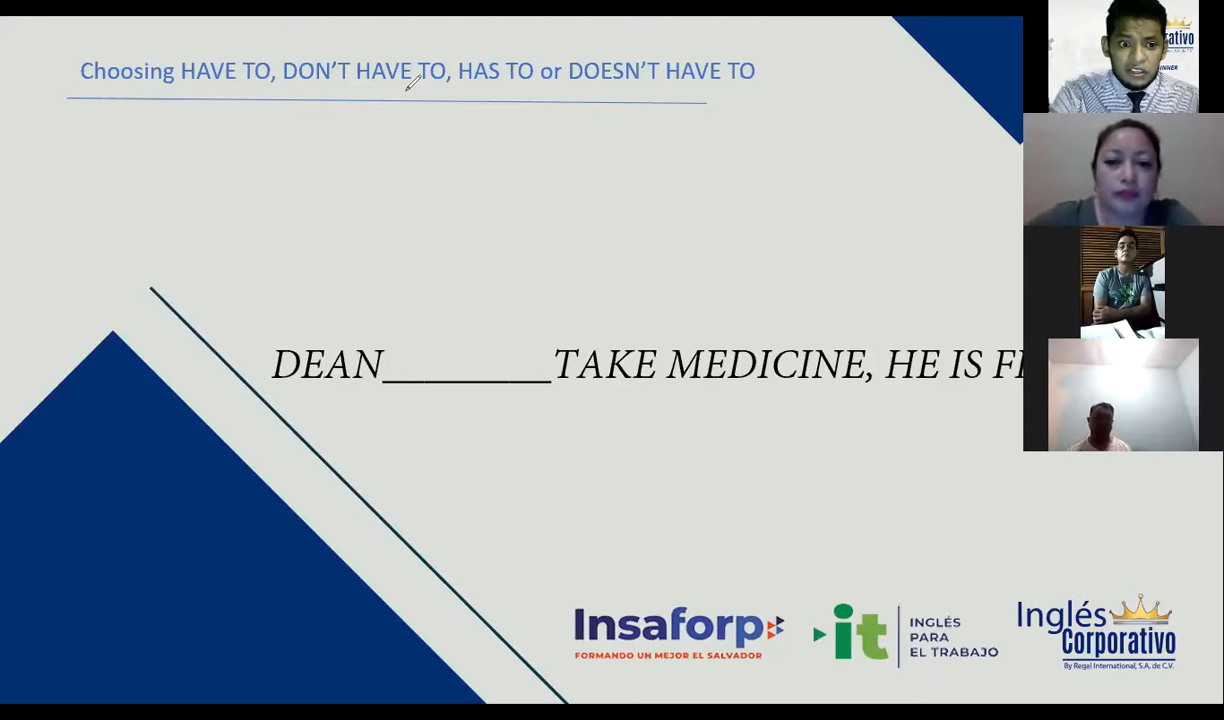 Choosing HAVE TO, DON'T HAVE TO, HAS TO or DOESN'T HAVE TO
DEAN________TAKE MEDICINE, HE IS
Insaforp
FORMANDO UN MEJOR EL SALVADOR
it
INGLÉS
PARA
EL TRABAJO
Inglés
Corporativo
By Regal International, S.A. de C.V.